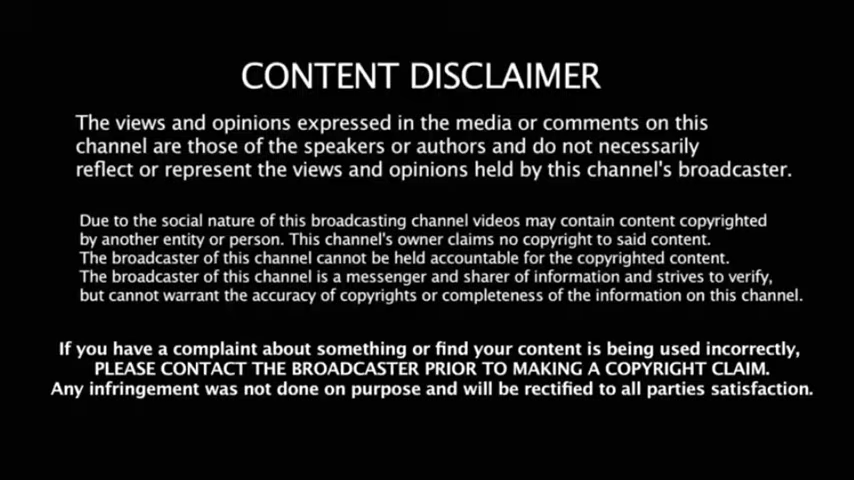 CONTENT DISCLAIMER
The views and opinions expressed in the media or comments on this
channel are those of the speakers or authors and do not necessarily
reflect or represent the views and opinions held by this channel's broadcaster.
Due to the social nature of this broadcasting channel videos may contain content copyrighted
by another entity or person. This channel's owner claims no copyright to said content.
The broadcaster of this channel cannot be held accountable for the copyrighted content.
The broadcaster of this channel is a messenger and sharer of information and strives to verify,
but cannot warrant the accuracy of copyrights or completeness of the information on this channel.
If you have a complaint about something or find your content is being used incorrectly,
PLEASE CONTACT THE BROADCASTER PRIOR TO MAKING A COPYRIGHT CLAIM.
Any infringement was not done on purpose and will be rectified to all parties satisfaction.